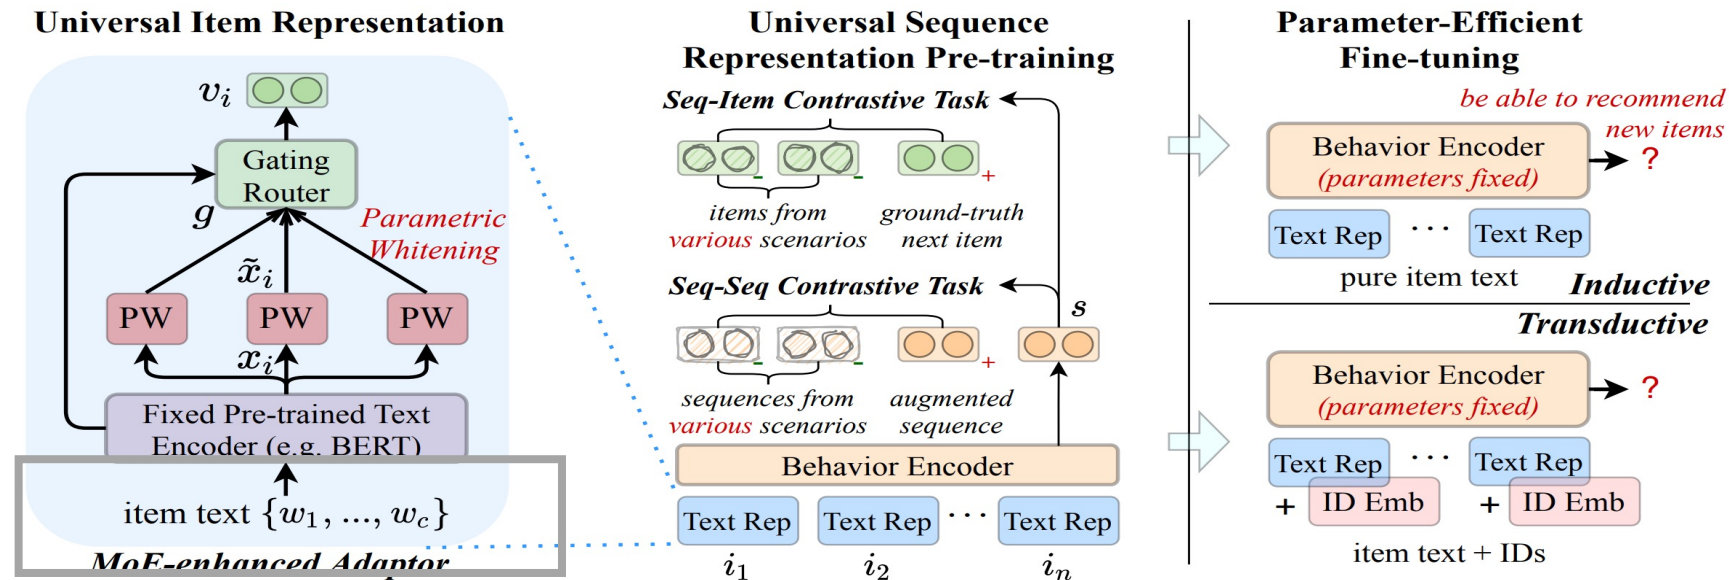 Universal Item Representation
v_i
Gating
Router
g
Parametric
Whitening
x̃_i
PW
PW
PW
x_i
Fixed Pre-trained Text
Encoder (e.g. BERT)
item text {w_1, ..., w_c}
MoE-enhanced Adaptor
Universal Sequence
Representation Pre-training
Seq-Item Contrastive Task
-
-
+
items from
various scenarios
ground-truth
next item
Seq-Seq Contrastive Task
s
-
-
+
sequences from
various scenarios
augmented
sequence
Behavior Encoder
Text Rep
Text Rep
···
Text Rep
i_1
i_2
i_n
Parameter-Efficient
Fine-tuning
be able to recommend
new items
Behavior Encoder
(parameters fixed)
?
Text Rep
···
Text Rep
pure item text
Inductive
Transductive
Behavior Encoder
(parameters fixed)
?
Text Rep
···
Text Rep
+ ID Emb
+ ID Emb
item text + IDs